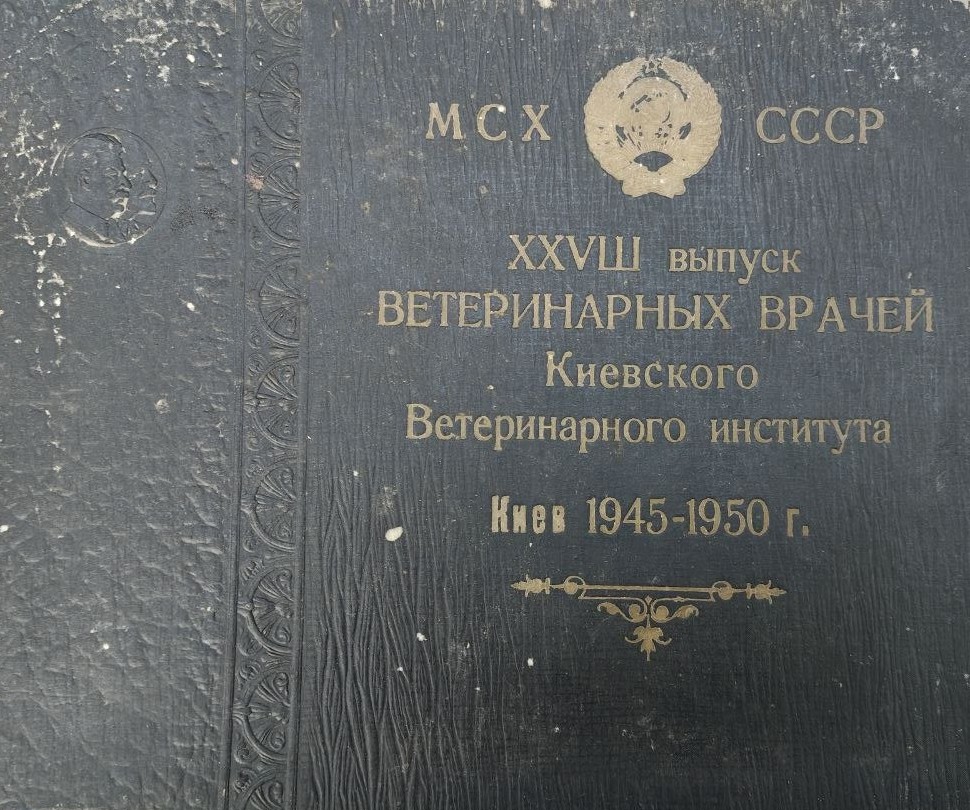 МСХ СССР
XXVШ выпуск
ВЕТЕРИНАРНЫХ ВРАЧЕЙ
Киевского
Ветеринарного института
Киев 1945-1950 г.